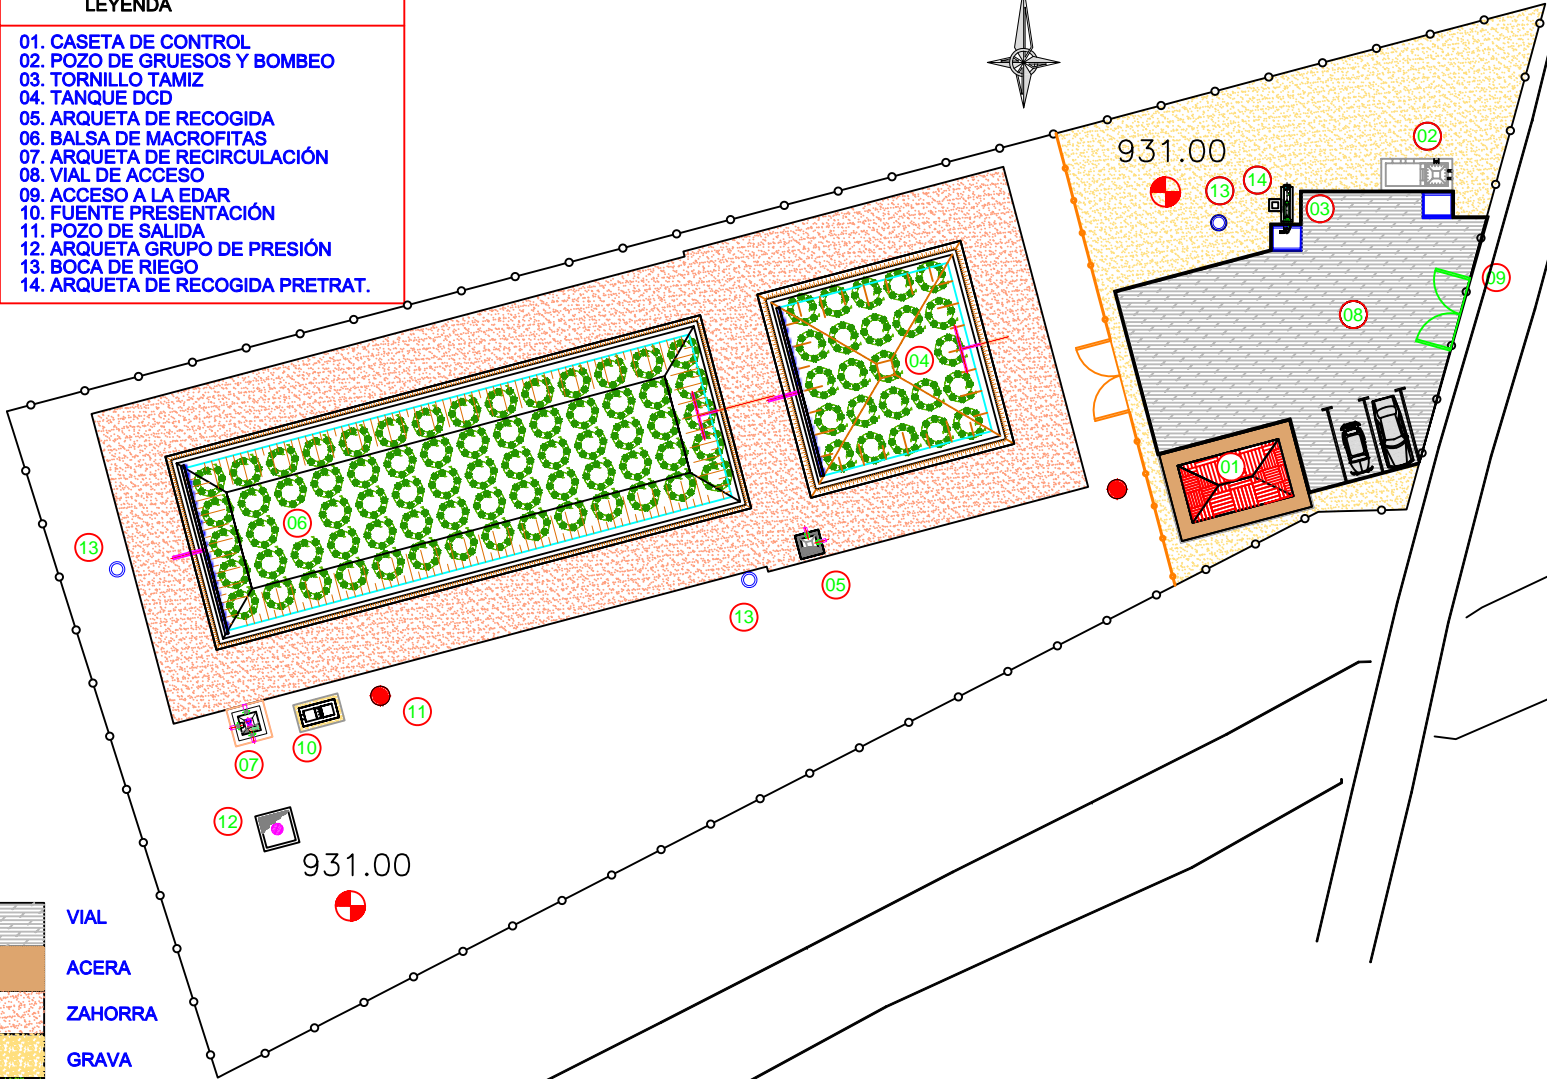 LEYENDA
01. CASETA DE CONTROL
02. POZO DE GRUESOS Y BOMBEO
03. TORNILLO TAMIZ
04. TANQUE DCD
05. ARQUETA DE RECOGIDA
06. BALSA DE MACROFITAS
07. ARQUETA DE RECIRCULACIÓN
08. VIAL DE ACCESO
09. ACCESO A LA EDAR
10. FUENTE PRESENTACIÓN
11. POZO DE SALIDA
12. ARQUETA GRUPO DE PRESIÓN
13. BOCA DE RIEGO
14. ARQUETA DE RECOGIDA PRETRAT.
931.00
02
14
13
03
09
08
04
01
06
13
05
13
11
10
07
12
931.00
VIAL
ACERA
ZAHORRA
GRAVA